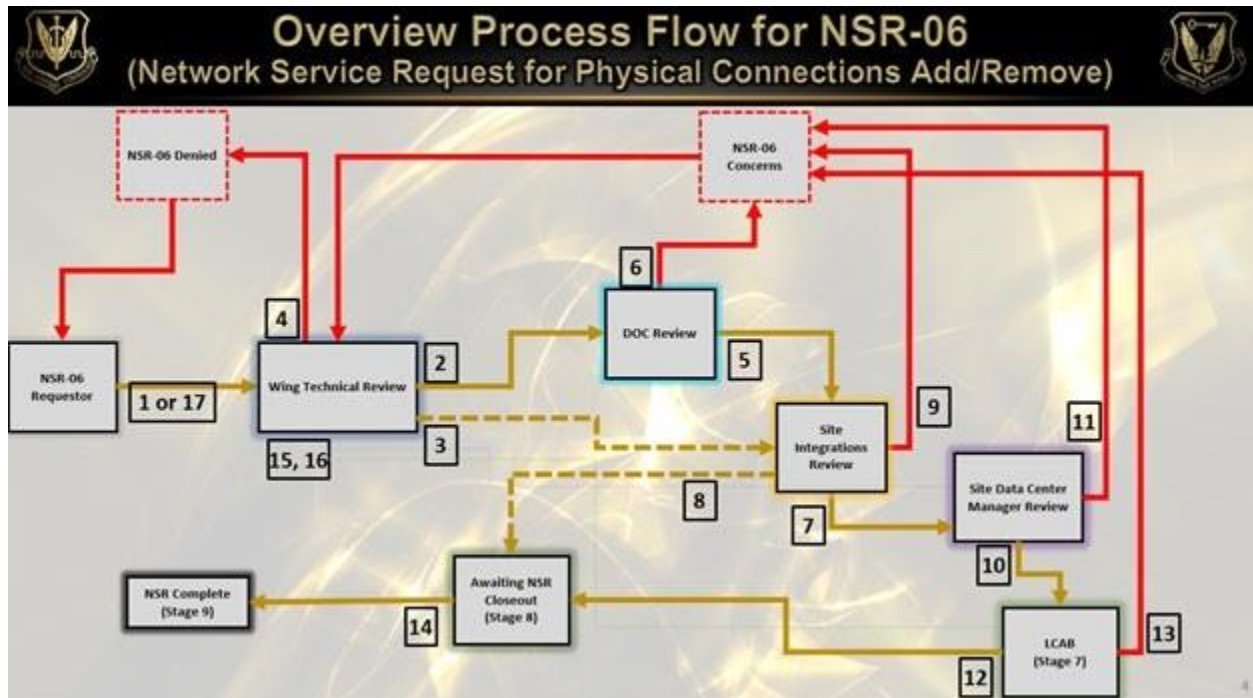 Overview Process Flow for NSR-06
(Network Service Request for Physical Connections Add/Remove)
NSR-06 Denied
NSR-06
Concerns
6
4
DOC Review
2
5
NSR-06
Requestor
1 or 17
Wing Technical Review
3
15, 16
Site
Integrations
Review
9
11
8
7
Site Data Center
Manager Review
10
NSR Complete
(Stage 9)
Awaiting NSR
Closeout
(Stage 8)
14
12
LCAB
(Stage 7)
13